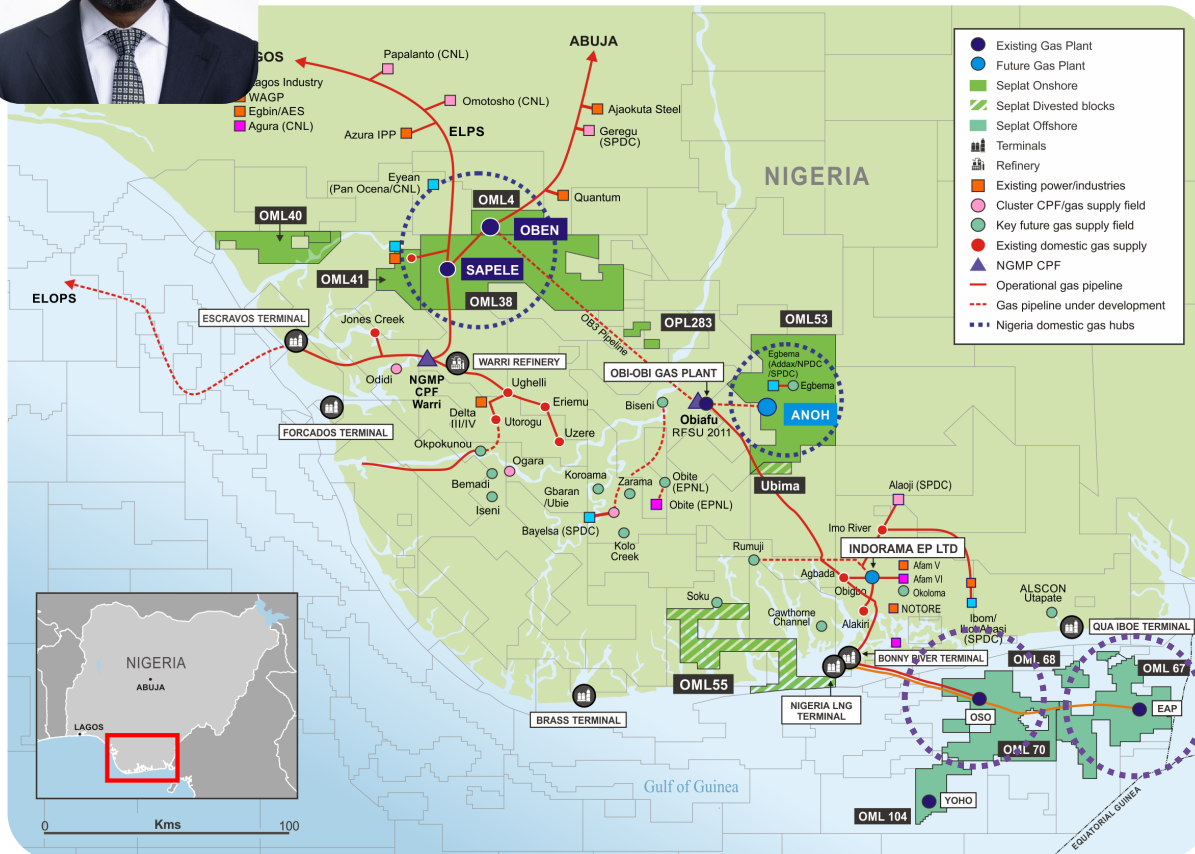 GOS
Lagos Industry
WAGP
Egbin/AES
Agura (CNL)
Papalanto (CNL)
Omotosho (CNL)
Azura IPP
ELPS
ABUJA
Ajaokuta Steel
Geregu
(SPDC)
Eyean
(Pan Ocena/CNL)
Quantum
NIGERIA
OML4
OBEN
OML40
OML41
SAPELE
OML38
ELOPS
ESCRAVOS TERMINAL
Jones Creek
OB3 Pipeline
OPL283
OML53
WARRI REFINERY
Odidi
NGMP
CPF
Warri
OBI-OBI GAS PLANT
Egbema
(Addax/NPDC
/SPDC)
Egbema
ANOH
FORCADOS TERMINAL
Ughelli
Eriemu
Delta
III/IV
Utorogu
Uzere
Biseni
Obiafu
RFSU 2011
Okpokunou
Ogara
Bemadi
Iseni
Koroama
Gbaran
/Ubie
Zarama
Obite
(EPNL)
Obite (EPNL)
Bayelsa (SPDC)
Kolo
Creek
Ubima
Alaoji (SPDC)
Imo River
Rumuji
INDORAMA EP LTD
Agbada
Obigbo
Afam V
Afam VI
Okoloma
NOTORE
Alakiri
Ibom/
Ikot Abasi
(SPDC)
ALSCON
Utapate
QUA IBOE TERMINAL
Soku
Cawthorne
Channel
BONNY RIVER TERMINAL
OML55
NIGERIA LNG
TERMINAL
BRASS TERMINAL
OML 68
OML 67
OSO
EAP
OML 70
YOHO
OML 104
Gulf of Guinea
EQUATORIAL GUINEA
Existing Gas Plant
Future Gas Plant
Seplat Onshore
Seplat Divested blocks
Seplat Offshore
Terminals
Refinery
Existing power/industries
Cluster CPF/gas supply field
Key future gas supply field
Existing domestic gas supply
NGMP CPF
Operational gas pipeline
Gas pipeline under development
Nigeria domestic gas hubs
NIGERIA
ABUJA
LAGOS
0 Kms 100